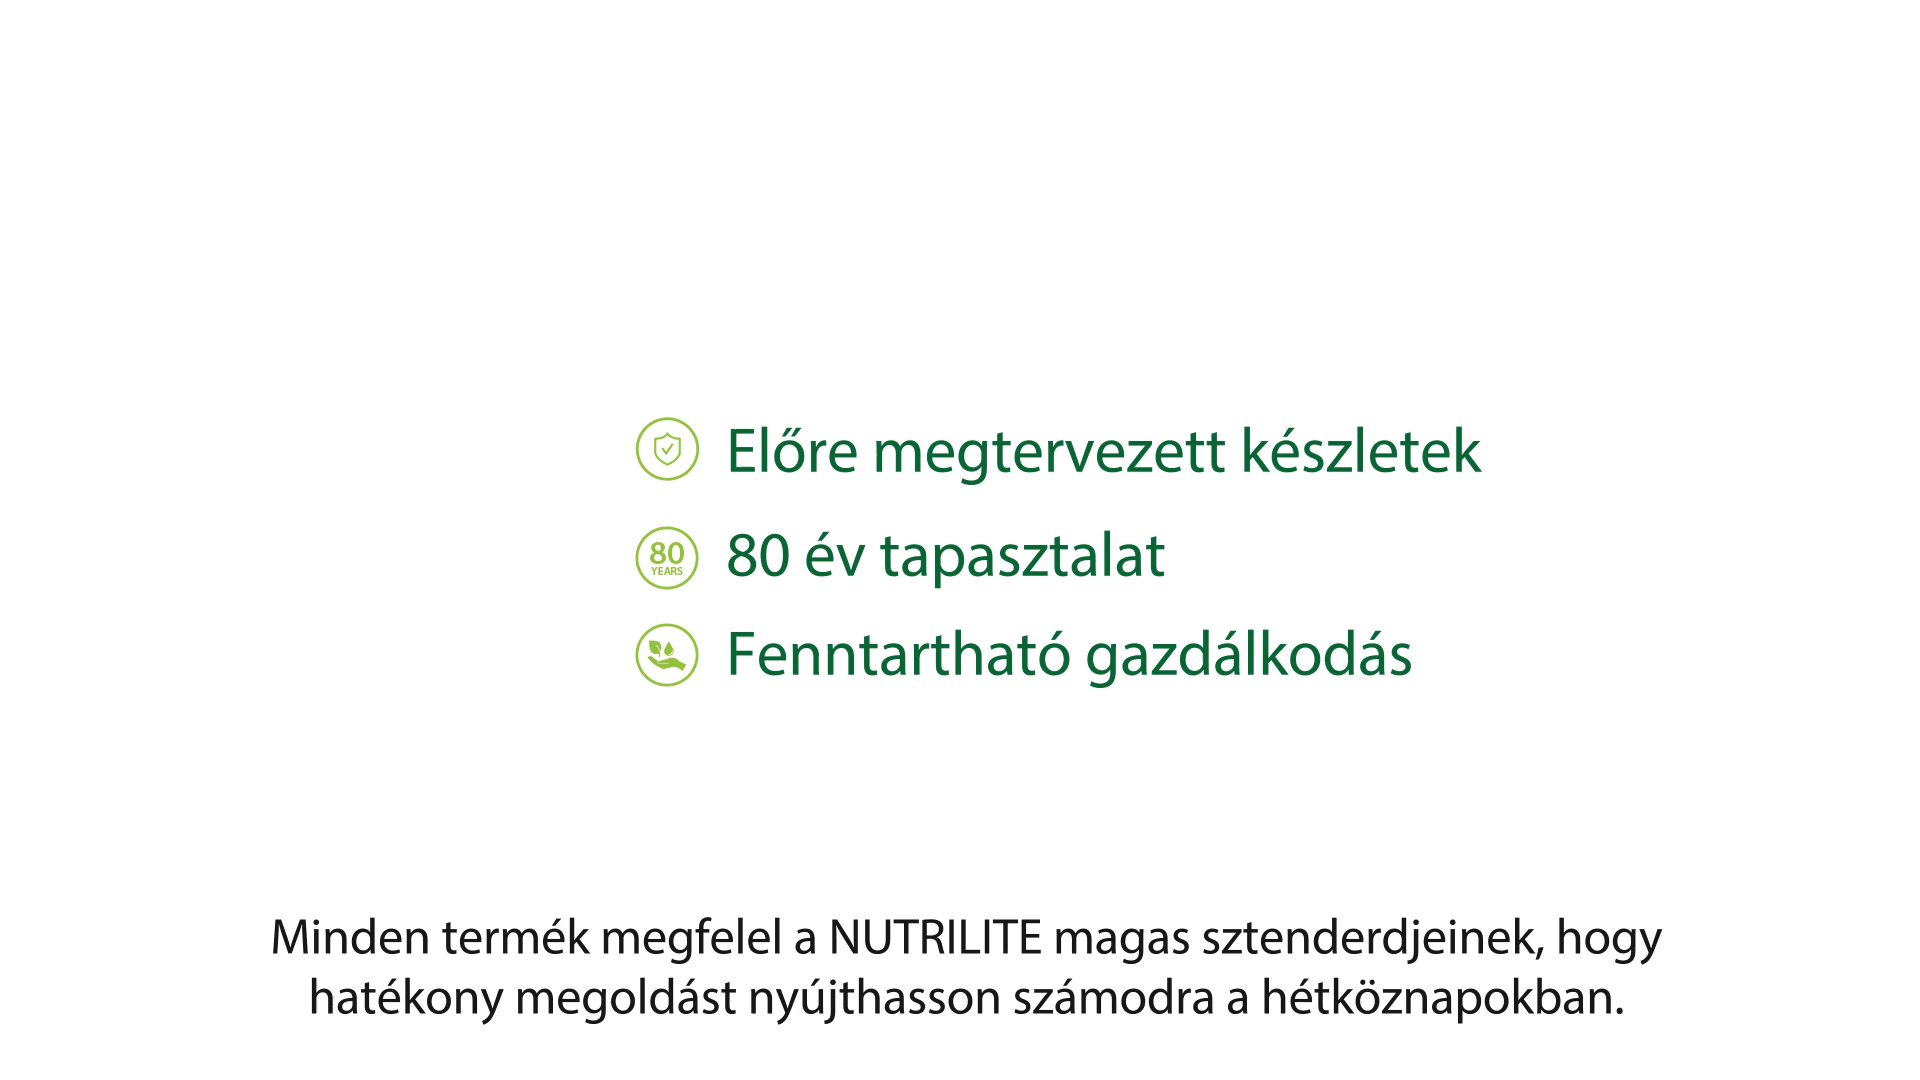 Előre megtervezett készletek
80
YEARS
80 év tapasztalat
Fenntartható gazdálkodás
Minden termék megfelel a NUTRILITE magas sztenderdjeinek, hogy
hatékony megoldást nyújthasson számodra a hétköznapokban.